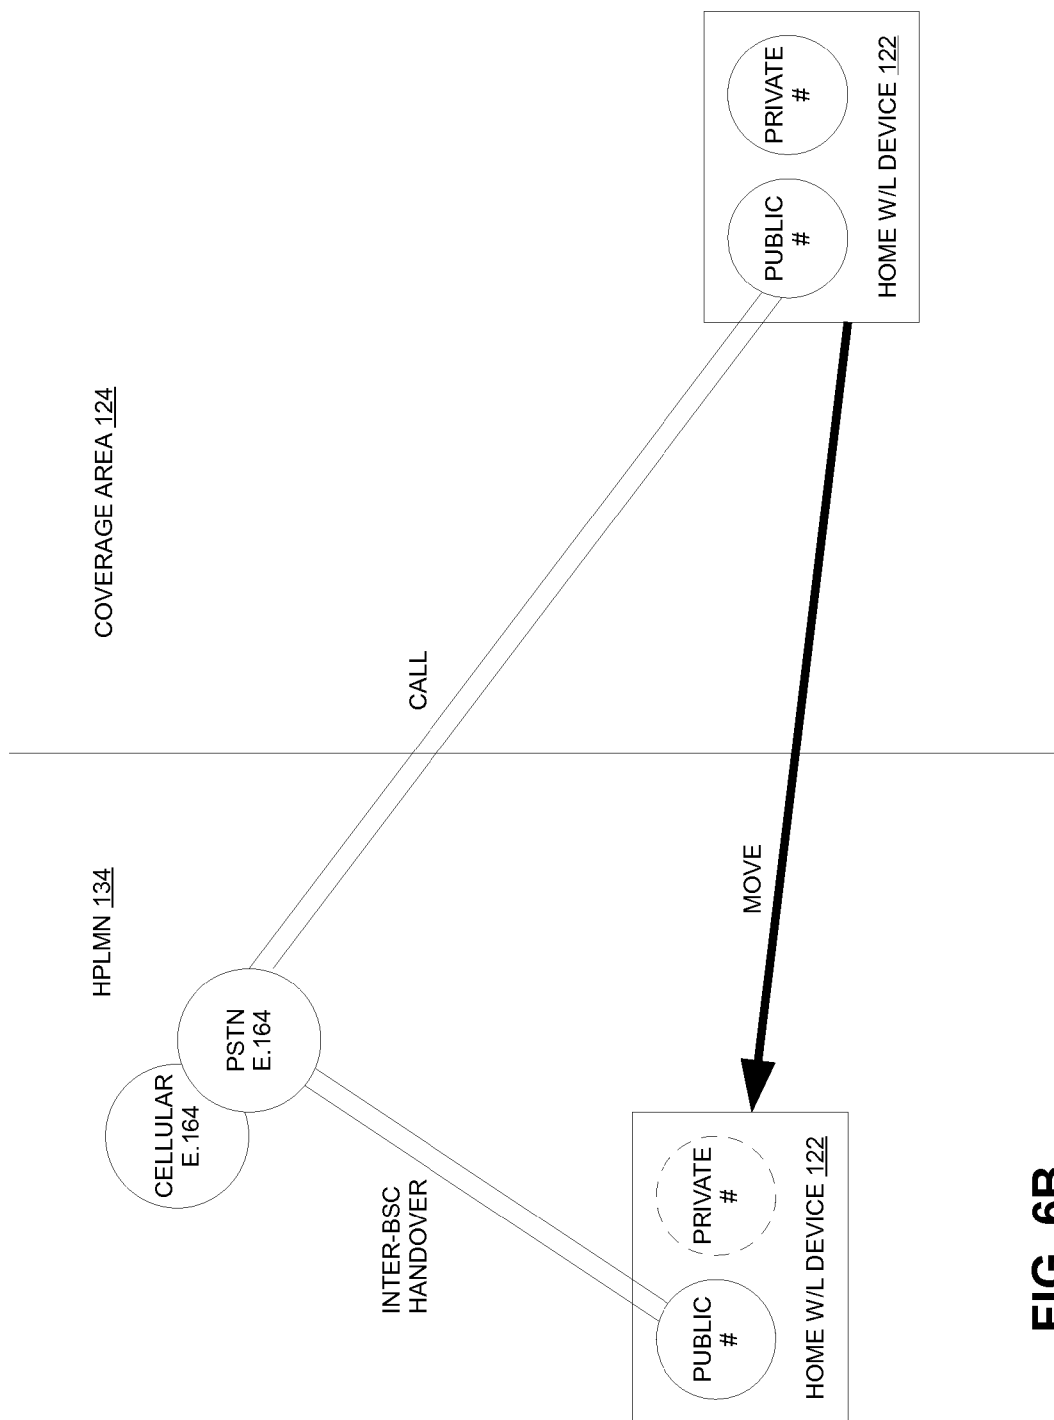 HPLMN 134
COVERAGE AREA 124
CELLULAR
E.164
PSTN
E.164
CALL
INTER-BSC
HANDOVER
MOVE
PUBLIC
#
PRIVATE
#
HOME W/L DEVICE 122
PUBLIC
#
PRIVATE
#
HOME W/L DEVICE 122
FIG. 6B